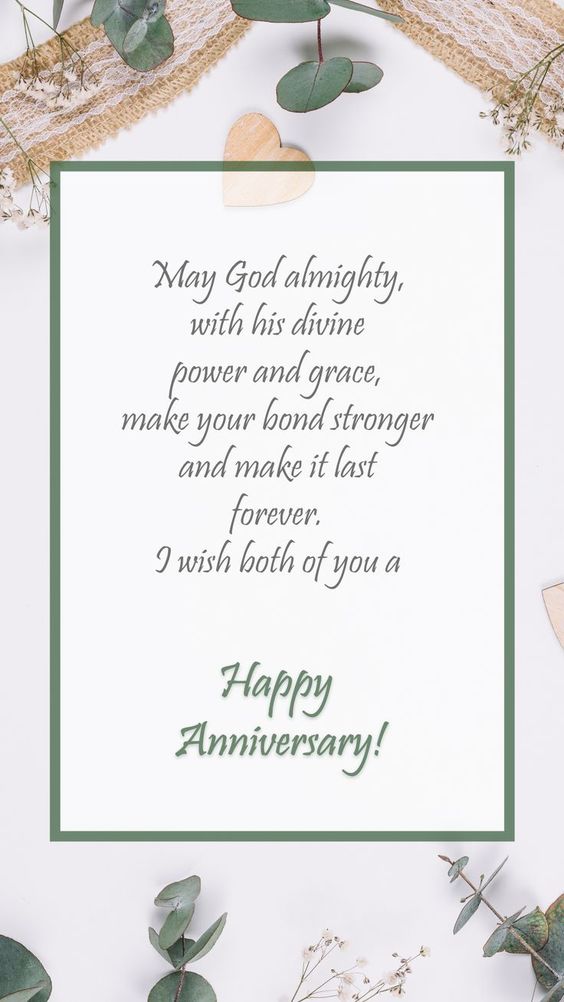 May God almighty,
with his divine
power and grace,
make your bond stronger
and make it last
forever.
I wish both of you a
Happy
Anniversary!